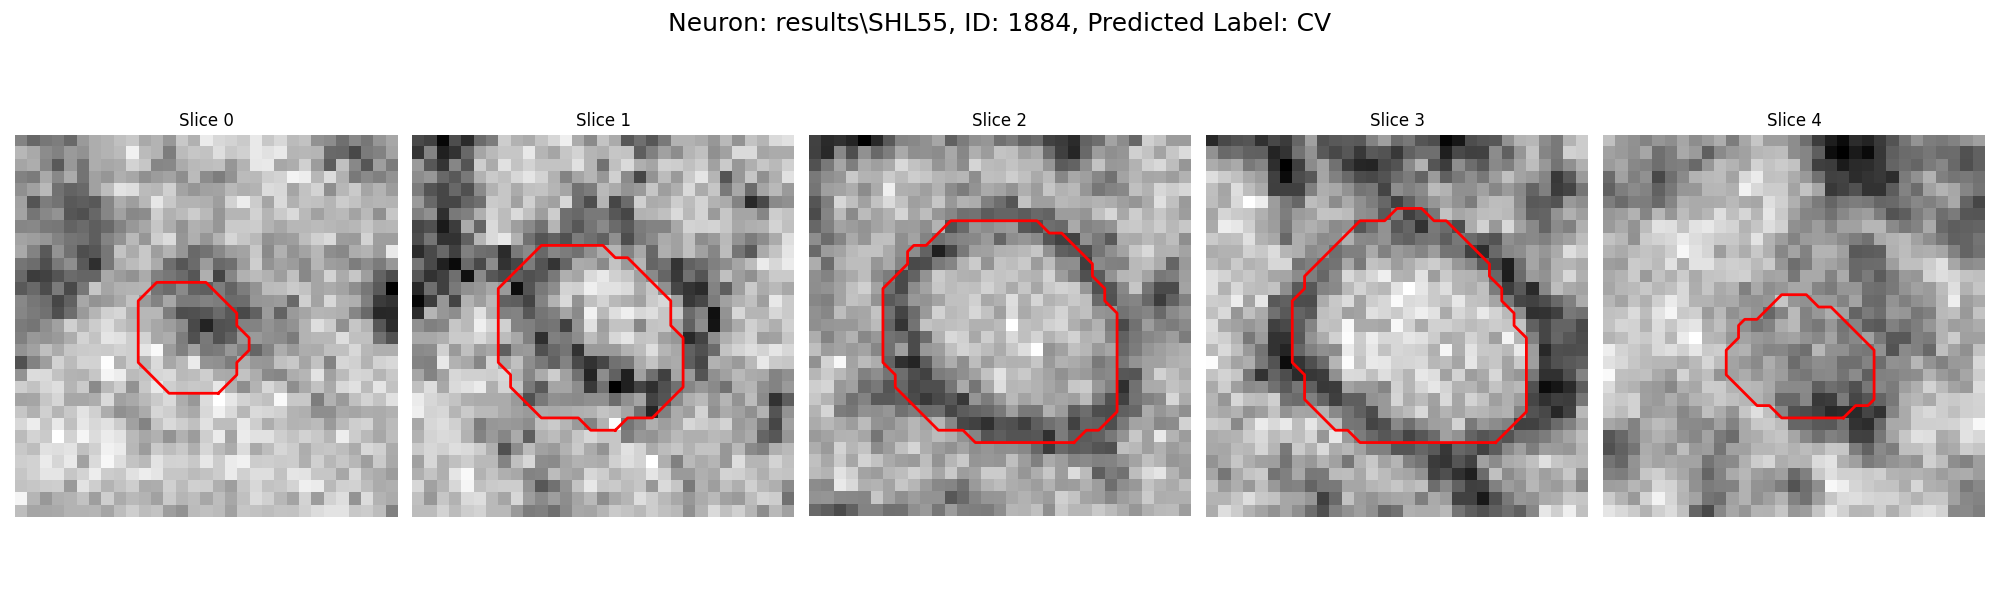 Neuron: results\SHL55, ID: 1884, Predicted Label: CV
Slice 0
Slice 1
Slice 2
Slice 3
Slice 4